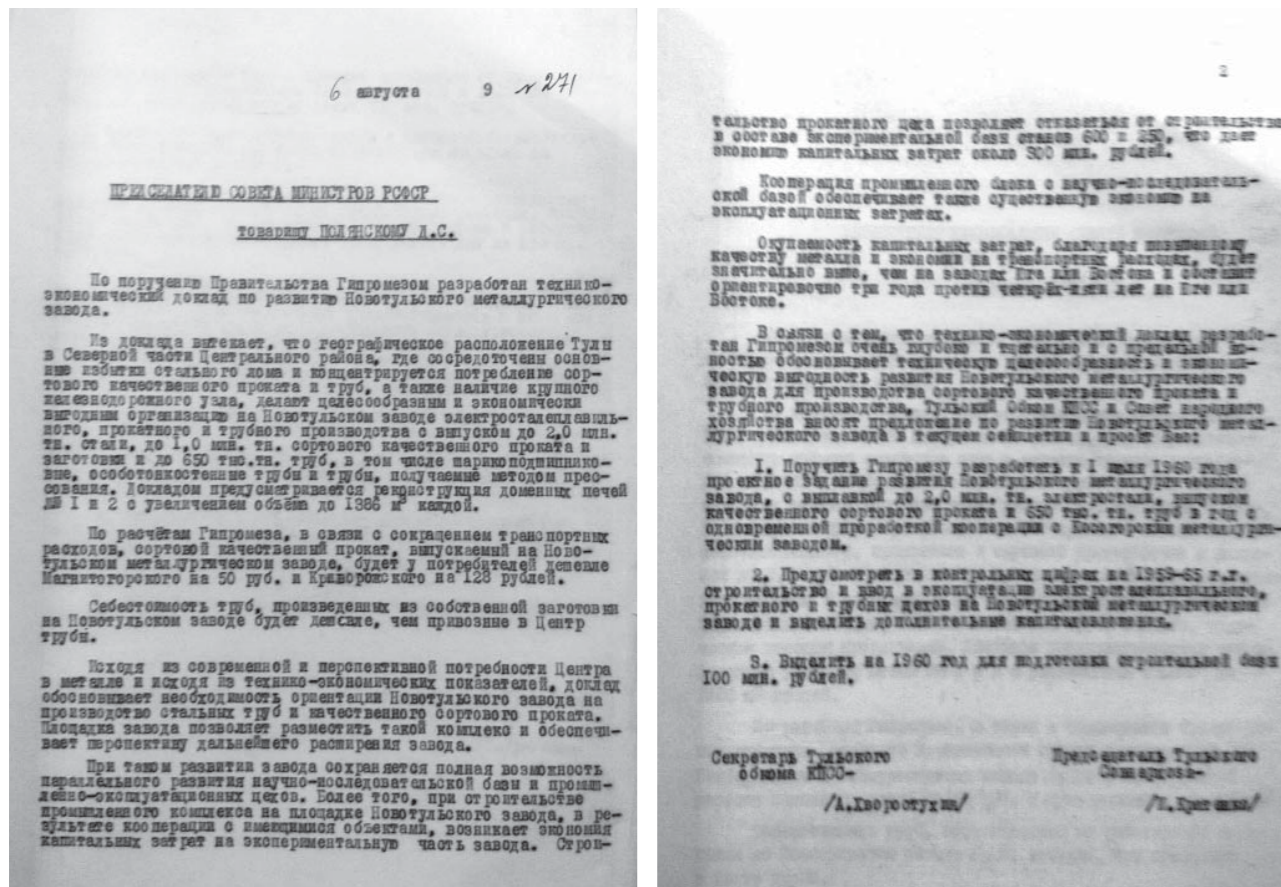 6 августа 9 № 271
ПРЕДСЕДАТЕЛЮ СОВЕТА МИНИСТРОВ РСФСР
товарищу ПОЛЯНСКОМУ Д.С.
По поручению Правительства Гипромезом разработан технико-
экономический доклад по развитию Новотульского металлургического
завода.
Из доклада вытекает, что географическое расположение Тулы
в Северной части Центрального района, где сосредоточены основ-
ные избытки стального лома и концентрируется потребление сор-
тового качественного проката и труб, а также наличие крупного
железнодорожного узла, делают целесообразным и экономически
выгодным организацию на Новотульском заводе электросталеплавиль-
ного, прокатного и трубного производства с выпуском до 2,0 млн.
тн. стали, до 1,0 млн. тн. сортового качественного проката и
заготовки и до 650 тыс.тн. труб, в том числе шарикоподшипнико-
вые, особотонкостенные трубы и трубы, получаемые методом прес-
сования. Докладом предусматривается реконструкция доменных печей
№№ 1 и 2 с увеличением объёма до 1386 м³ каждой.
По расчётам Гипромеза, в связи с сокращением транспортных
расходов, сортовой качественный прокат, выпускаемый на Ново-
тульском металлургическом заводе, будет у потребителей дешевле
Магнитогорского на 50 руб. и Криворожского на 128 рублей.
Себестоимость труб, произведенных из собственной заготовки
на Новотульском заводе будет дешевле, чем привозные в Центр
трубы.
Исходя из современной и перспективной потребности Центра
в металле и исходя из технико-экономических показателей, доклад
обосновывает необходимость ориентации Новотульского завода на
производство стальных труб и качественного сортового проката.
Площадка завода позволяет разместить такой комплекс и обеспечи-
вает перспективу дальнейшего расширения завода.
При таком развитии завода сохраняется полная возможность
параллельного развития научно-исследовательской базы и промыш-
ленно-эксплуатационных цехов. Более того, при строительстве
промышленного комплекса на площадке Новотульского завода, в ре-
зультате кооперации с имеющимися объектами, возникает экономия
капитальных затрат на экспериментальную часть завода. Строи-
2
тельство прокатного цеха позволяет отказаться от строительства
в составе экспериментальной базы станов 600 и 250, что дает
экономию капитальных затрат около 300 млн. рублей.
Кооперация промышленного блока с научно-исследователь-
ской базой обеспечивает также существенную экономию на
эксплуатационных затратах.
Окупаемость капитальных затрат, благодаря повышенному
качеству металла и экономии на транспортных расходах, будет
значительно выше, чем на заводах Юга или Востока и составит
ориентировочно три года против четырёх-пяти лет на Юге или
Востоке.
В связи с тем, что технико-экономический доклад разрабо-
тан Гипромезом очень глубоко и тщательно и с предельной яс-
ностью обосновывает техническую целесообразность и экономи-
ческую выгодность развития Новотульского металлургического
завода для производства сортового качественного проката и
трубного производства, Тульский Обком КПСС и Совет народного
хозяйства вносят предложение по развитию Новотульского метал-
лургического завода в текущем семилетии и просят Вас:
1. Поручить Гипромезу разработать к 1 июля 1960 года
проектное задание развития Новотульского металлургического
завода, с выплавкой до 2,0 млн. тн. электростали, выпуском
качественного сортового проката и 650 тыс. тн. труб в год с
одновременной проработкой кооперации с Косогорским металлурги-
ческим заводом.
2. Предусмотреть в контрольных цифрах на 1959-65 г.г.
строительство и ввод в эксплуатацию электросталеплавильного,
прокатного и трубных цехов на Новотульском металлургическом
заводе и выделить дополнительные капиталовложения.
3. Выделить на 1960 год для подготовки строительной базы
100 млн. рублей.
Секретарь Тульского Председатель Тульского
обкома КПСС- Совнархоза-
/А.Хворостухин/